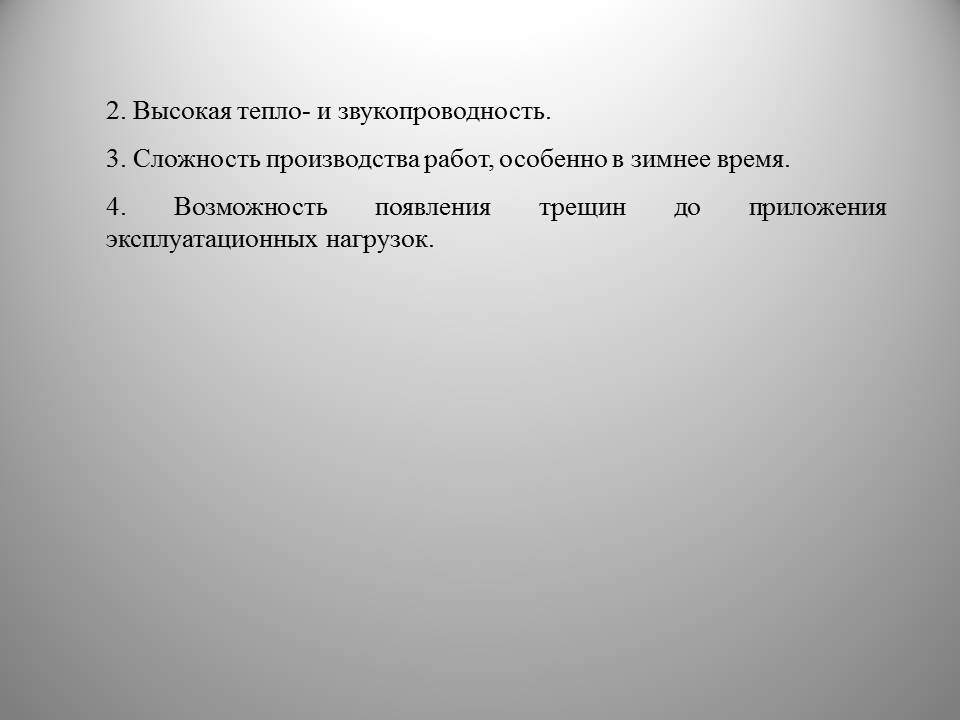 2. Высокая тепло- и звукопроводность.
3. Сложность производства работ, особенно в зимнее время.
4. Возможность появления трещин до приложения
эксплуатационных нагрузок.